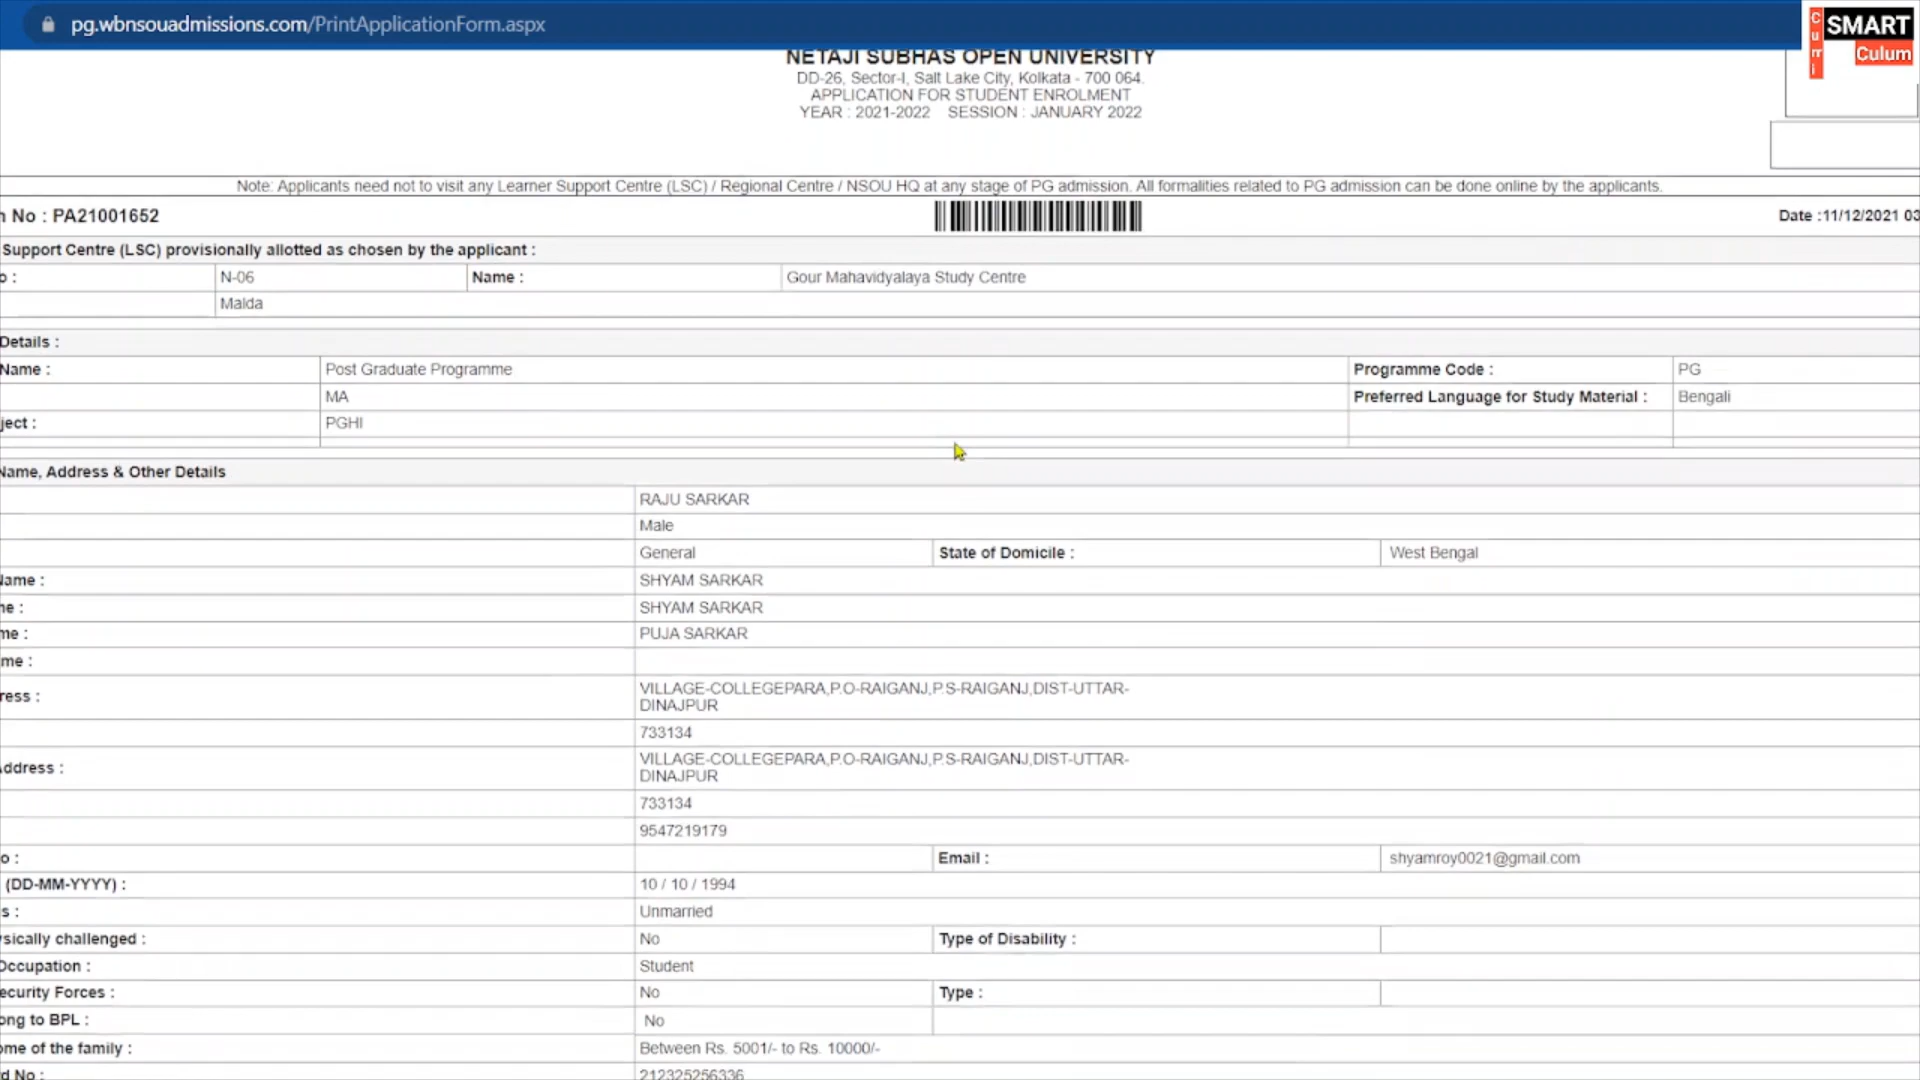 pg.wbnsouadmissions.com/PrintApplicationForm.aspx
Curri SMART
Culum
NETAJI SUBHAS OPEN UNIVERSITY
DD-26, Sector-I, Salt Lake City, Kolkata - 700 064.
APPLICATION FOR STUDENT ENROLMENT
YEAR : 2021-2022 SESSION : JANUARY 2022
Note: Applicants need not to visit any Learner Support Centre (LSC) / Regional Centre / NSOU HQ at any stage of PG admission. All formalities related to PG admission can be done online by the applicants.
n No : PA21001652 Date :11/12/2021 03
Support Centre (LSC) provisionally allotted as chosen by the applicant :
o : N-06 Name : Gour Mahavidyalaya Study Centre
Malda
Details :
Name : Post Graduate Programme Programme Code : PG
MA Preferred Language for Study Material : Bengali
ject : PGHI
Name, Address & Other Details
RAJU SARKAR
Male
General State of Domicile : West Bengal
Name : SHYAM SARKAR
ne : SHYAM SARKAR
me : PUJA SARKAR
me :
ress : VILLAGE-COLLEGEPARA,P.O-RAIGANJ,P.S-RAIGANJ,DIST-UTTAR-
DINAJPUR
733134
Address : VILLAGE-COLLEGEPARA,P.O-RAIGANJ,P.S-RAIGANJ,DIST-UTTAR-
DINAJPUR
733134
9547219179
o : Email : shyamroy0021@gmail.com
(DD-MM-YYYY) : 10 / 10 / 1994
s : Unmarried
ysically challenged : No Type of Disability :
Occupation : Student
ecurity Forces : No Type :
ong to BPL : No
ome of the family : Between Rs. 5001/- to Rs. 10000/-
d No : 212325256336